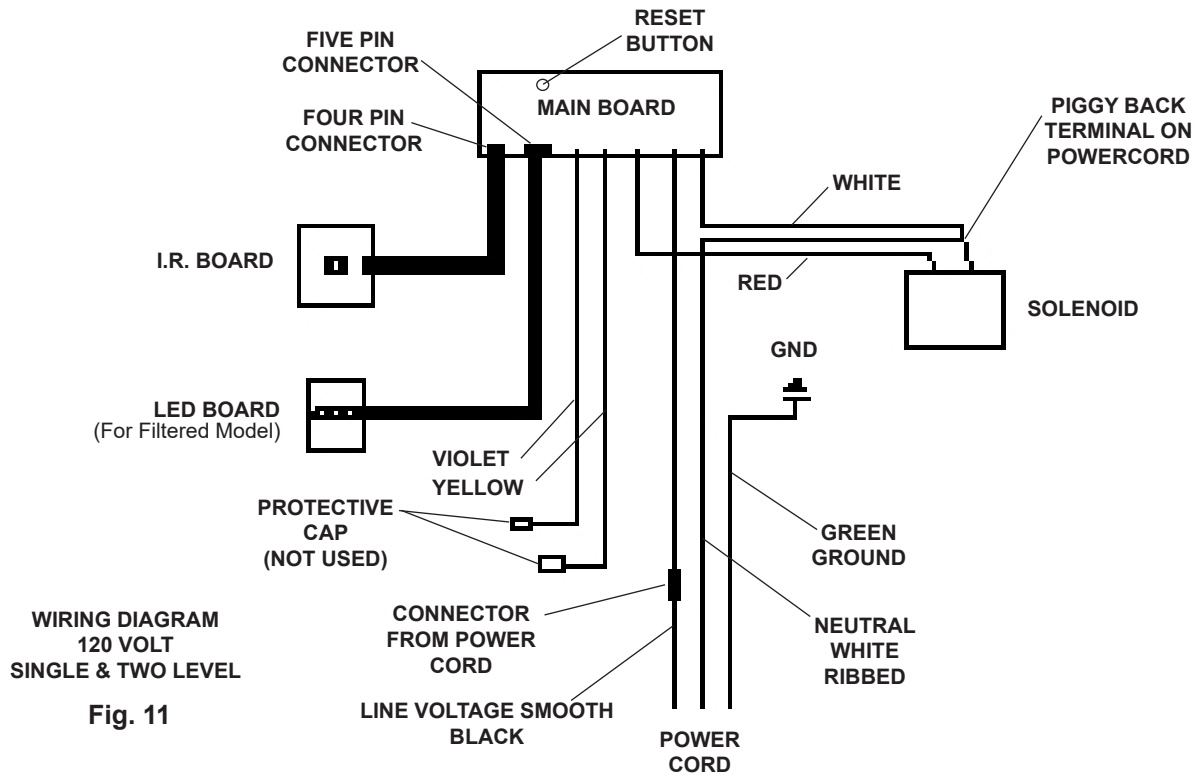 RESET
BUTTON
FIVE PIN
CONNECTOR
MAIN BOARD
FOUR PIN
CONNECTOR
PIGGY BACK
TERMINAL ON
POWERCORD
WHITE
I.R. BOARD
RED
SOLENOID
GND
LED BOARD
(For Filtered Model)
VIOLET
YELLOW
PROTECTIVE
CAP
(NOT USED)
GREEN
GROUND
CONNECTOR
FROM POWER
CORD
NEUTRAL
WHITE
RIBBED
WIRING DIAGRAM
120 VOLT
SINGLE & TWO LEVEL
Fig. 11
LINE VOLTAGE SMOOTH
BLACK
POWER
CORD